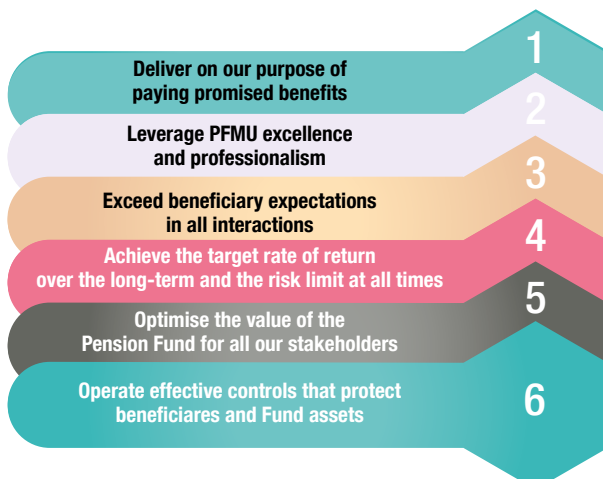 1
Deliver on our purpose of
paying promised benefits
2
Leverage PFMU excellence
and professionalism
3
Exceed beneficiary expectations
in all interactions
4
Achieve the target rate of return
over the long-term and the risk limit at all times
5
Optimise the value of the
Pension Fund for all our stakeholders
6
Operate effective controls that protect
beneficiares and Fund assets